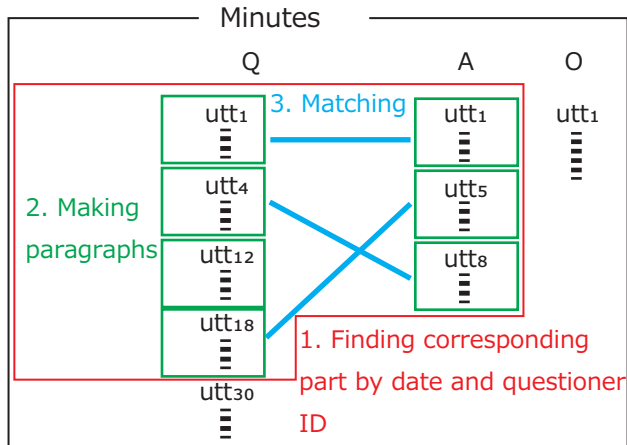 Minutes
Q A O
3. Matching
utt1 utt1 utt1
utt4 utt5
2. Making
paragraphs
utt12 utt8
utt18
1. Finding corresponding
part by date and questioner
ID
utt30